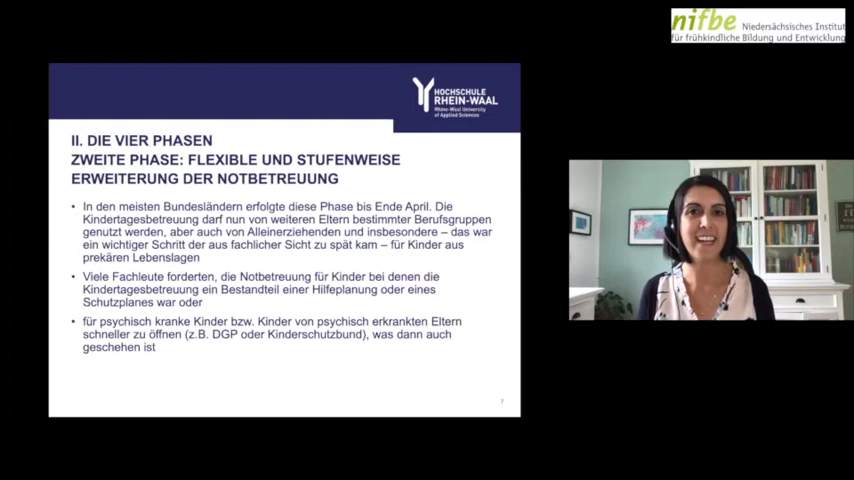 nifbe Niedersächsisches Institut
für frühkindliche Bildung und Entwicklung
HOCHSCHULE
RHEIN-WAAL
Rhine-Waal University
of Applied Sciences
II. DIE VIER PHASEN
ZWEITE PHASE: FLEXIBLE UND STUFENWEISE
ERWEITERUNG DER NOTBETREUUNG
• In den meisten Bundesländern erfolgte diese Phase bis Ende April. Die
Kindertagesbetreuung darf nun von weiteren Eltern bestimmter Berufsgruppen
genutzt werden, aber auch von Alleinerziehenden und insbesondere – das war
ein wichtiger Schritt der aus fachlicher Sicht zu spät kam – für Kinder aus
prekären Lebenslagen
• Viele Fachleute forderten, die Notbetreuung für Kinder bei denen die
Kindertagesbetreuung ein Bestandteil einer Hilfeplanung oder eines
Schutzplanes war oder
• für psychisch kranke Kinder bzw. Kinder von psychisch erkrankten Eltern
schneller zu öffnen (z.B. DGP oder Kinderschutzbund), was dann auch
geschehen ist
7